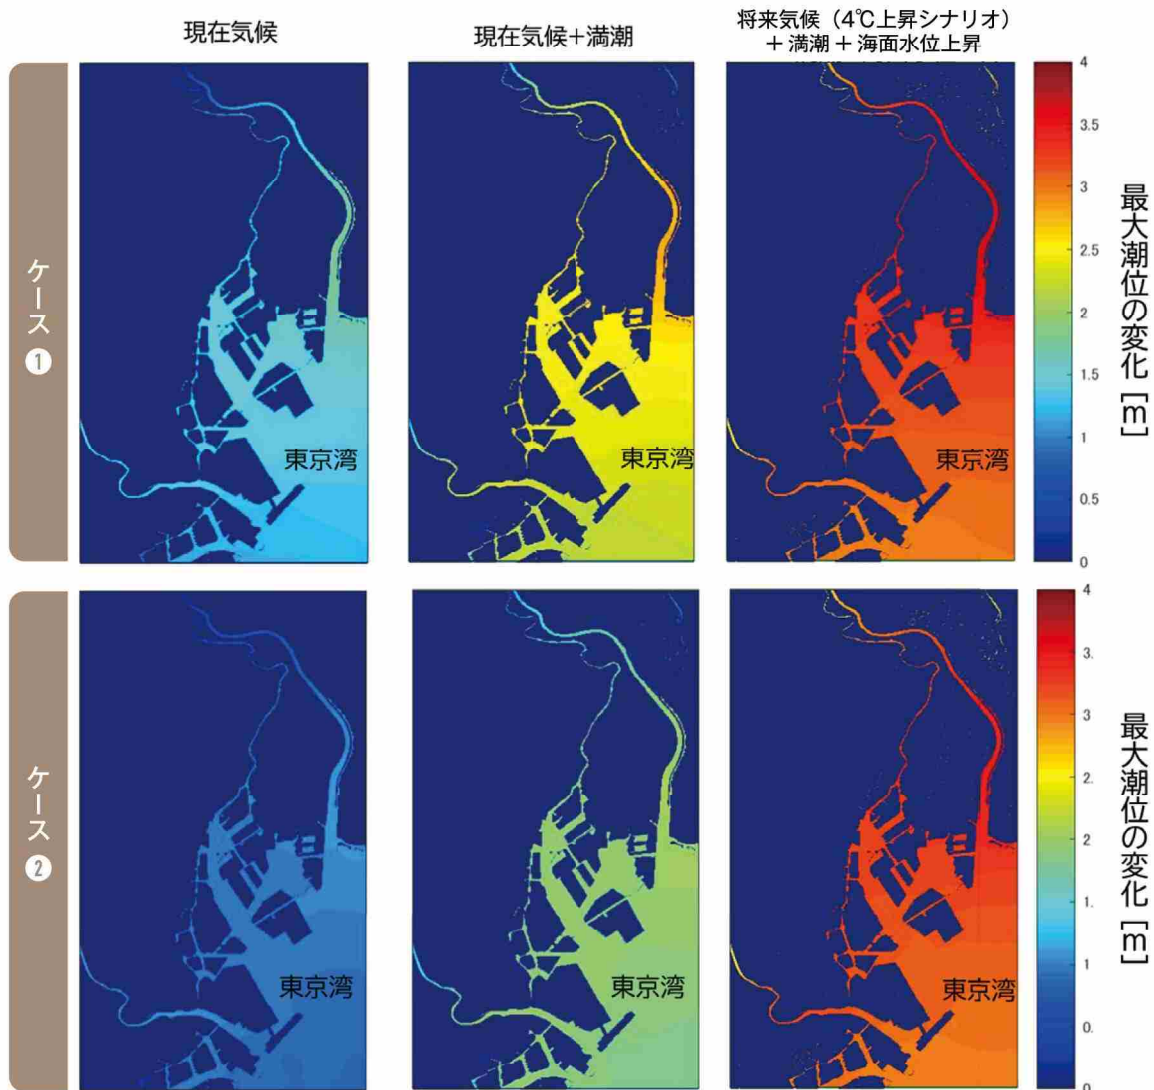 現在気候
現在気候+満潮
将来気候（4℃上昇シナリオ）
+ 満潮 + 海面水位上昇
ケース ❶
東京湾
東京湾
東京湾
4
3.5
3
2.5
2
1.5
1
0.5
0
最大潮位の変化［m］
ケース ❷
東京湾
東京湾
東京湾
4
3.
3
2.
2
1.
1
0.
0
最大潮位の変化［m］